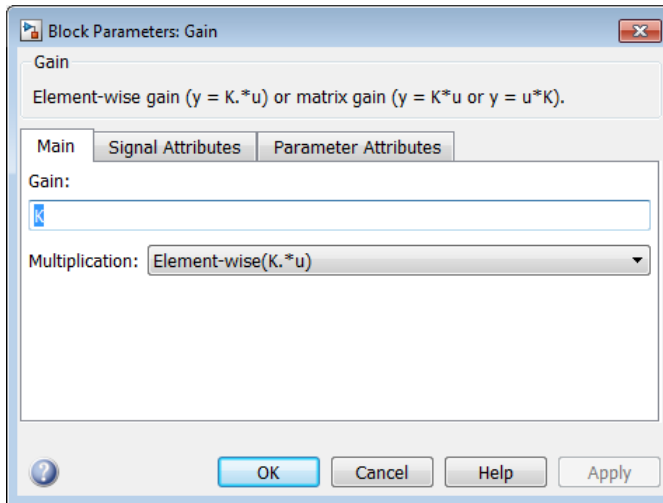 Block Parameters: Gain
Gain
Element-wise gain (y = K.*u) or matrix gain (y = K*u or y = u*K).
Main Signal Attributes Parameter Attributes
Gain:
K
Multiplication: Element-wise(K.*u)
OK Cancel Help Apply